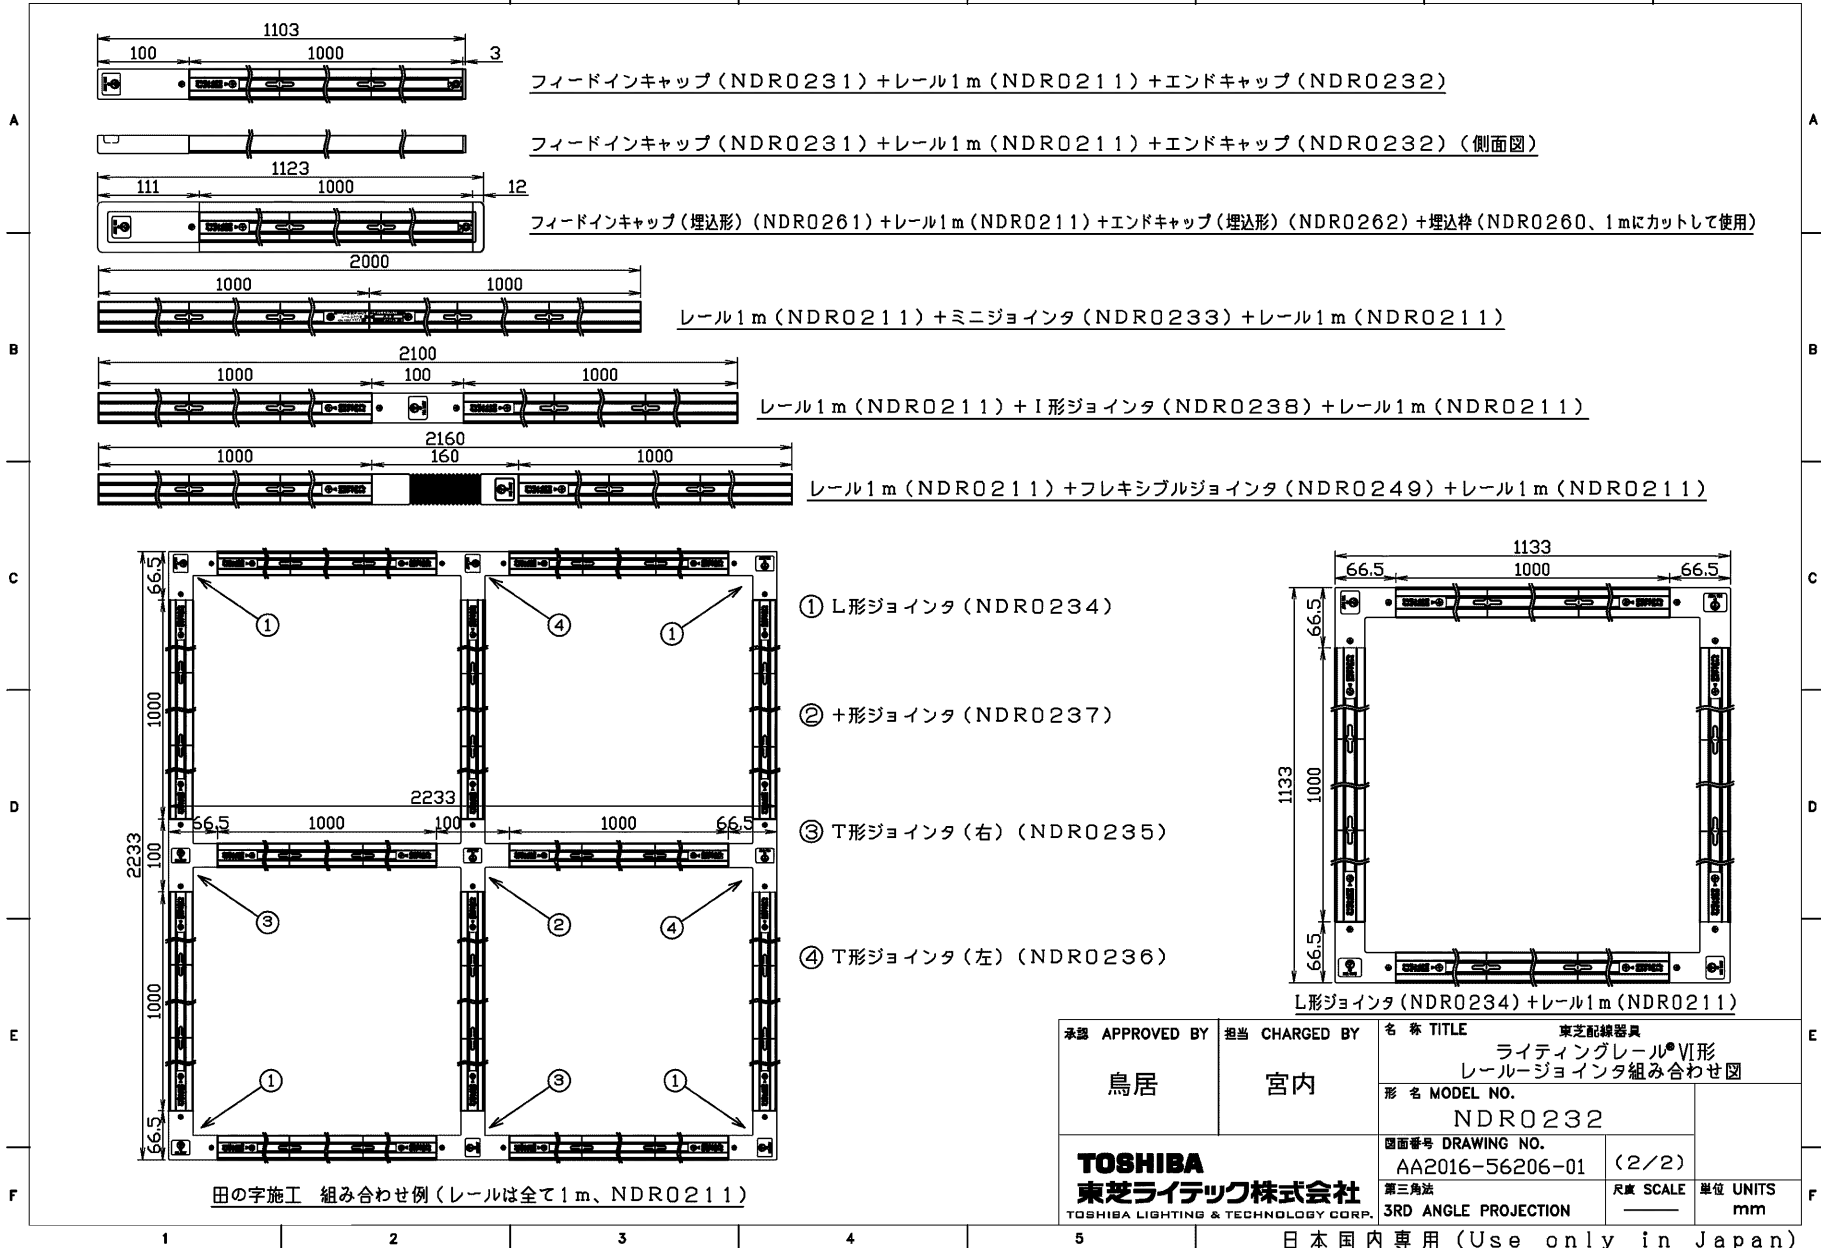 1103
100 1000 3
フィードインキャップ(NDR0231)+レール1m(NDR0211)+エンドキャップ(NDR0232)
A A
フィードインキャップ(NDR0231)+レール1m(NDR0211)+エンドキャップ(NDR0232)(側面図)
1123
111 1000 12
フィードインキャップ(埋込形)(NDR0261)+レール1m(NDR0211)+エンドキャップ(埋込形)(NDR0262)+埋込枠(NDR0260、1mにカットして使用)
2000
1000 1000
レール1m(NDR0211)+ミニジョインタ(NDR0233)+レール1m(NDR0211)
B B
2100
1000 100 1000
レール1m(NDR0211)+I形ジョインタ(NDR0238)+レール1m(NDR0211)
2160
1000 160 1000
レール1m(NDR0211)+フレキシブルジョインタ(NDR0249)+レール1m(NDR0211)
C C
66.5
1000
2233
66.5 1000 100 1000 66.5
2233
100
1000
66.5
① ④ ①
③ ② ④
① ③ ①
① L形ジョインタ(NDR0234)
② +形ジョインタ(NDR0237)
③ T形ジョインタ(右)(NDR0235)
④ T形ジョインタ(左)(NDR0236)
田の字施工 組み合わせ例(レールは全て1m、NDR0211)
1133
66.5 1000 66.5
66.5
1133
1000
66.5
L形ジョインタ(NDR0234)+レール1m(NDR0211)
D D
E E
F F
承認 APPROVED BY
鳥居
担当 CHARGED BY
宮内
名 称 TITLE
東芝配線器具
ライティングレール®VI形
レールージョインタ組み合わせ図
形 名 MODEL NO.
NDR0232
図面番号 DRAWING NO.
AA2016-56206-01
(2/2)
第三角法
3RD ANGLE PROJECTION
尺度 SCALE
単位 UNITS
mm
TOSHIBA
東芝ライテック株式会社
TOSHIBA LIGHTING & TECHNOLOGY CORP.
1 2 3 4 5
日本国内専用(Use only in Japan)